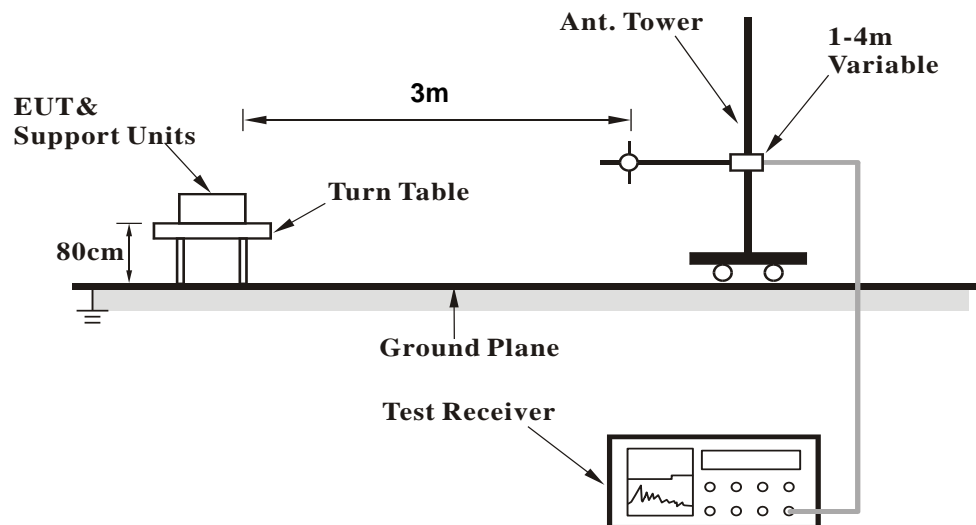 Ant. Tower
1-4m
Variable
3m
EUT&
Support Units
Turn Table
80cm
Ground Plane
Test Receiver